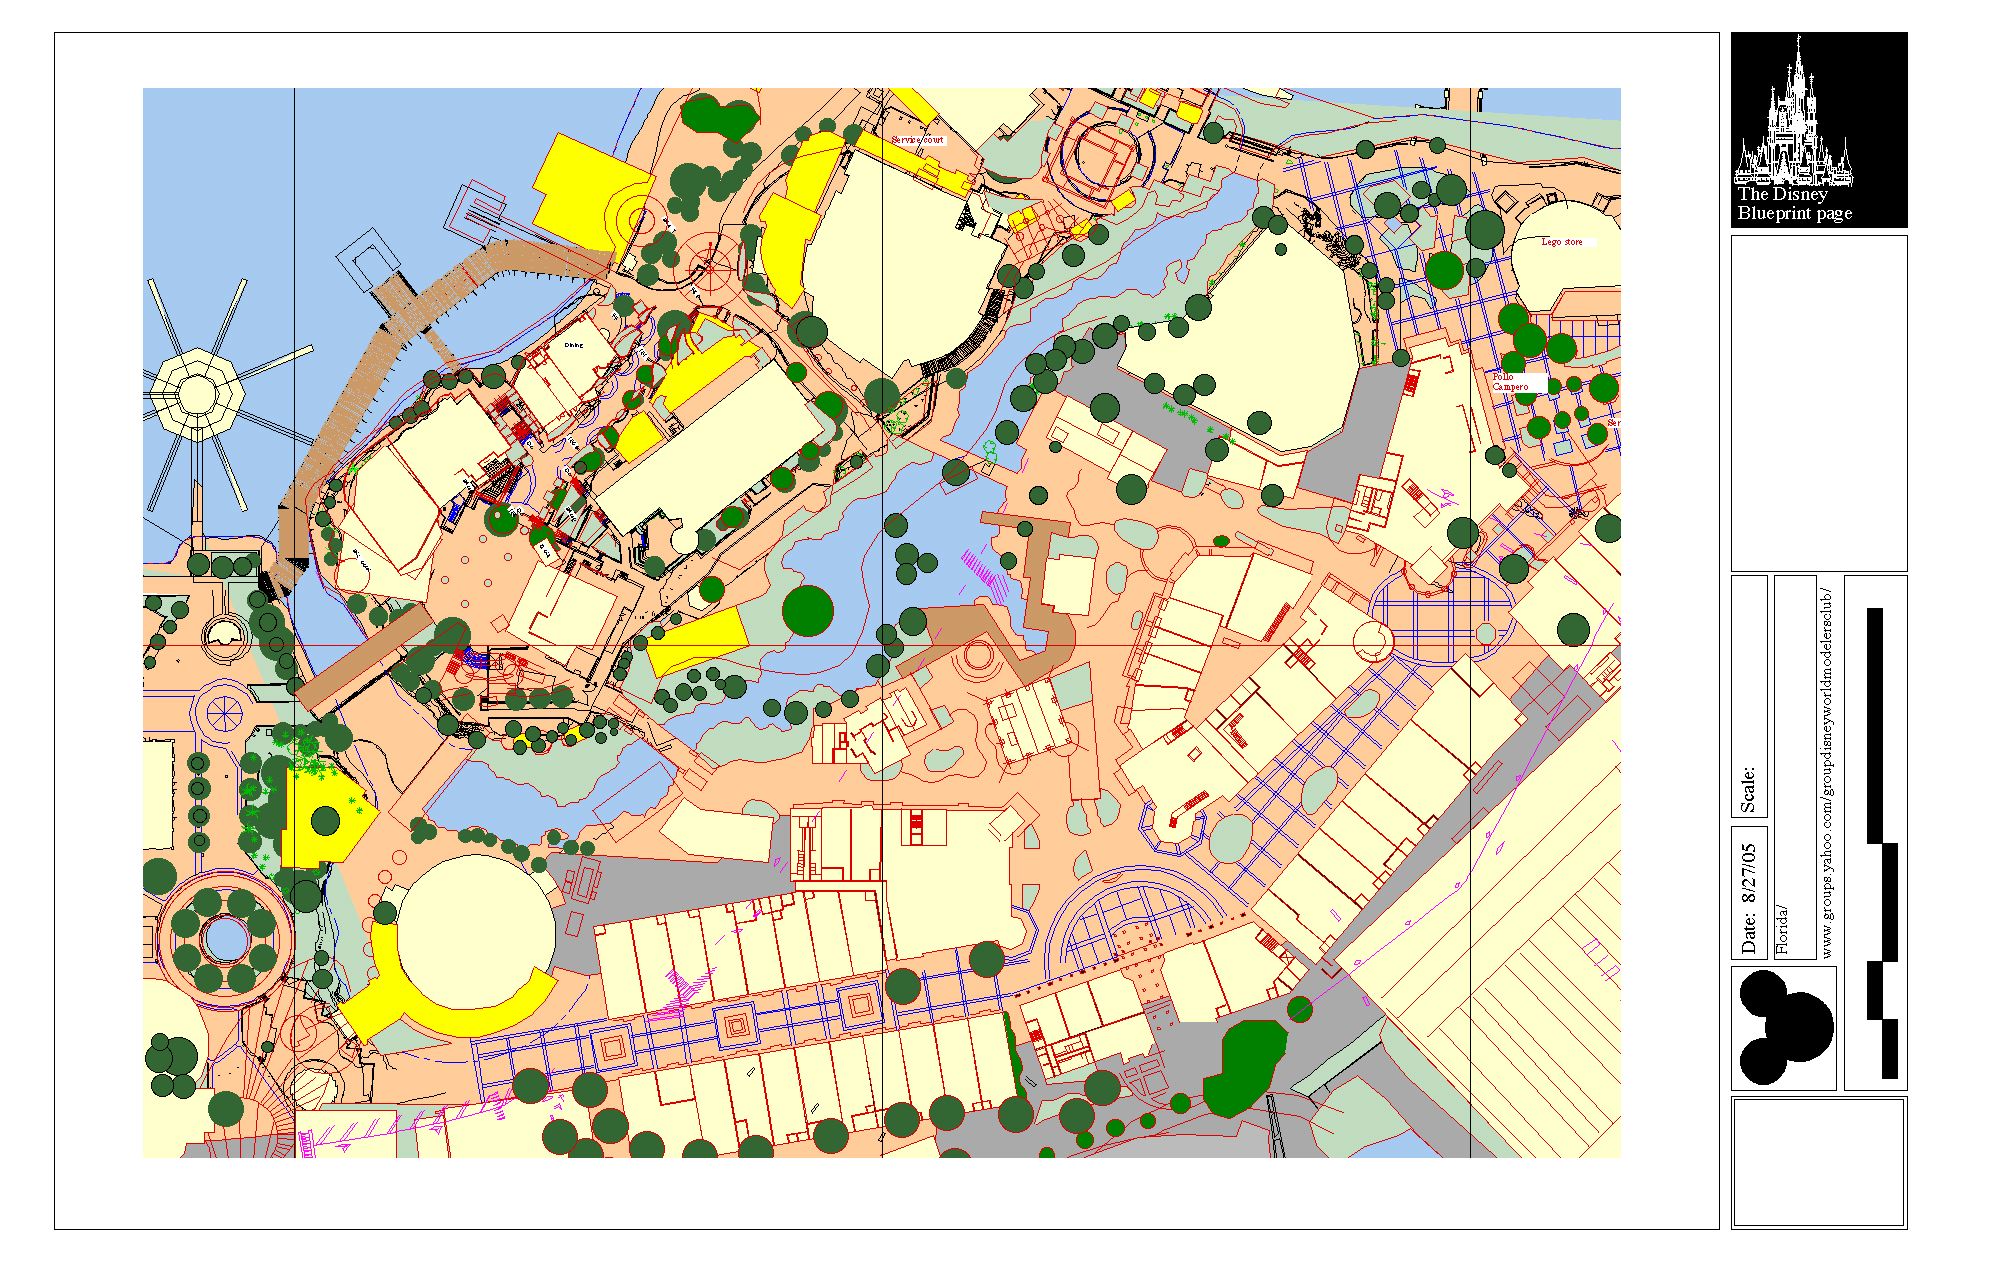 Service court
Lego store
Dining
Pollo
Campero
Ser
The Disney
Blueprint page
www.groups.yahoo.com/groupdisneyworldmodelersclub/
Scale:
Date: 8/27/05
Florida/